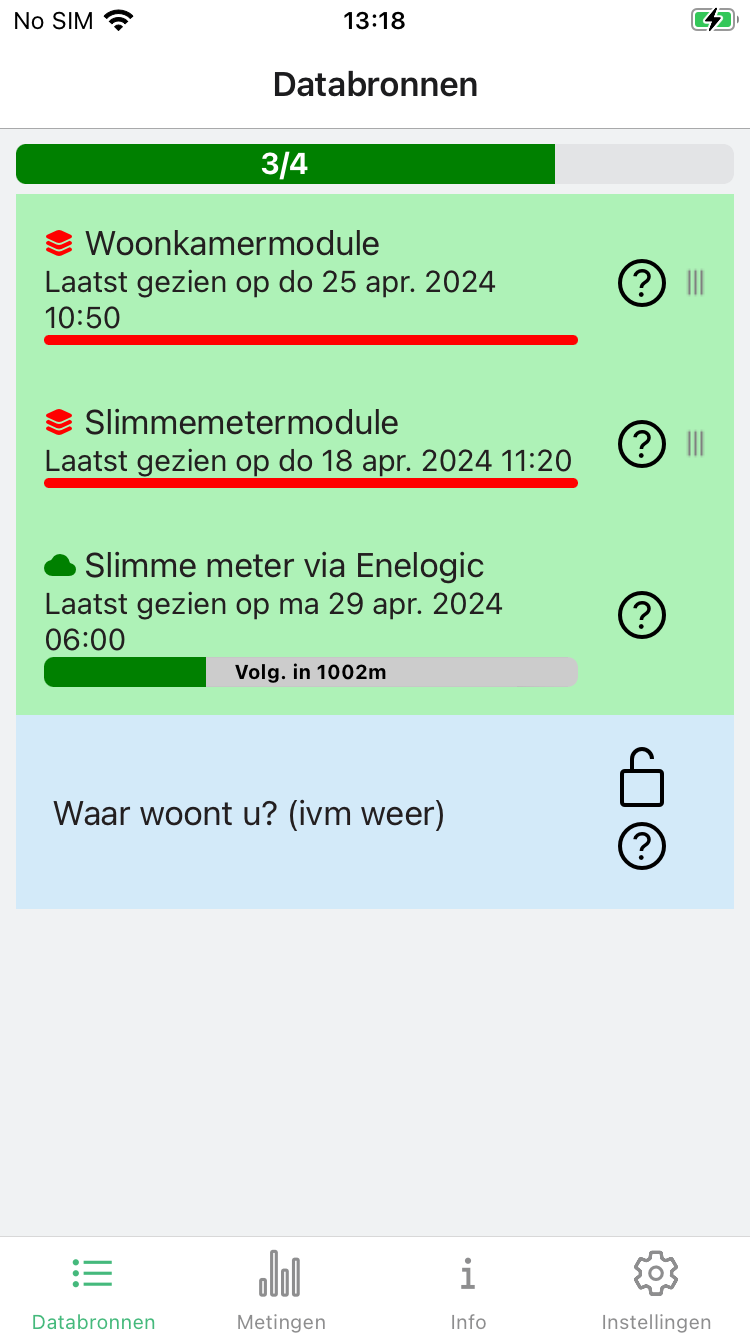 No SIM 13:18
Databronnen
3/4
Woonkamermodule
Laatst gezien op do 25 apr. 2024
10:50
Slimmemetermodule
Laatst gezien op do 18 apr. 2024 11:20
Slimme meter via Enelogic
Laatst gezien op ma 29 apr. 2024
06:00
Volg. in 1002m
Waar woont u? (ivm weer)
Databronnen Metingen Info Instellingen